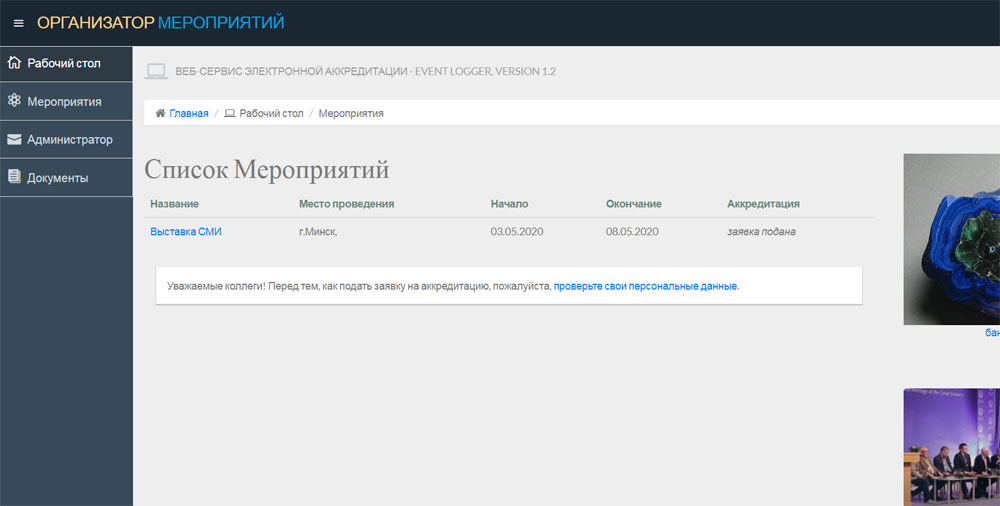 ОРГАНИЗАТОР МЕРОПРИЯТИЙ
Рабочий стол
Мероприятия
Администратор
Документы
ВЕБ-СЕРВИС ЭЛЕКТРОННОЙ АККРЕДИТАЦИИ - EVENT LOGGER, VERSION 1.2
Главная / Рабочий стол / Мероприятия
Список Мероприятий
Название Место проведения Начало Окончание Аккредитация
Выставка СМИ г.Минск, 03.05.2020 08.05.2020 заявка подана
Уважаемые коллеги! Перед тем, как подать заявку на аккредитацию, пожалуйста, проверьте свои персональные данные.
бан